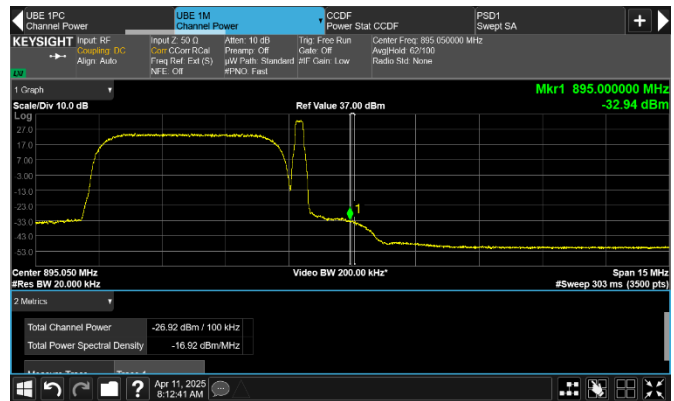 UBE 1PC
Channel Power
UBE 1M
Channel Power
CCDF
Power Stat CCDF
PSD1
Swept SA
KEYSIGHT
Input: RF
Coupling: DC
Align: Auto
LXI
Input Z: 50 Ω
Corr CCorr RCal
Freq Ref: Ext (S)
NFE: Off
Atten: 10 dB
Preamp: Off
µW Path: Standard
#PNO: Fast
Trig: Free Run
Gate: Off
#IF Gain: Low
Center Freq: 895.050000 MHz
Avg|Hold: 62/100
Radio Std: None
1 Graph
Mkr1 895.000000 MHz
Scale/Div 10.0 dB
Ref Value 37.00 dBm
-32.94 dBm
Log
27.0
17.0
7.00
-3.00
-13.0
-23.0
-33.0
-43.0
-53.0
1
Center 895.050 MHz
Video BW 200.00 kHz*
Span 15 MHz
#Res BW 20.000 kHz
#Sweep 303 ms (3500 pts)
2 Metrics
Total Channel Power -26.92 dBm / 100 kHz
Total Power Spectral Density -16.92 dBm/MHz
Apr 11, 2025
8:12:41 AM